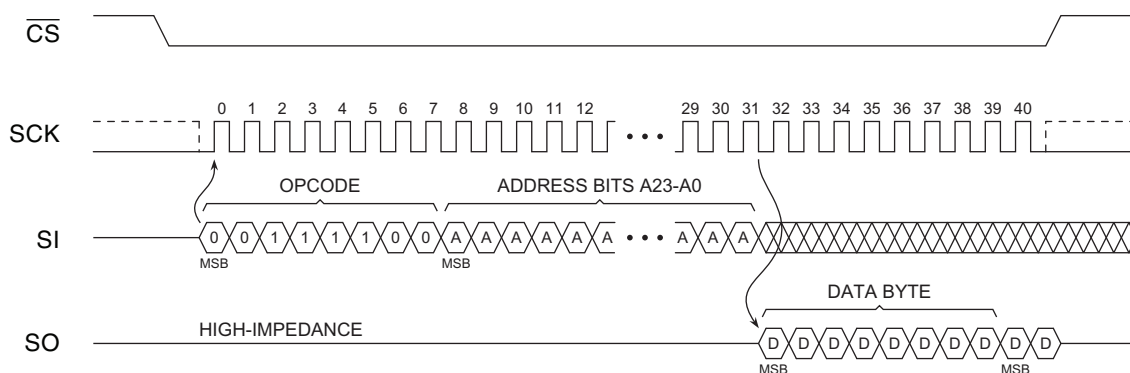 CS
0 1 2 3 4 5 6 7 8 9 10 11 12 29 30 31 32 33 34 35 36 37 38 39 40
SCK
OPCODE ADDRESS BITS A23-A0
SI 0 0 1 1 1 1 0 0 A A A A A A A A A
MSB MSB
DATA BYTE
HIGH-IMPEDANCE
SO D D D D D D D D D D
MSB MSB